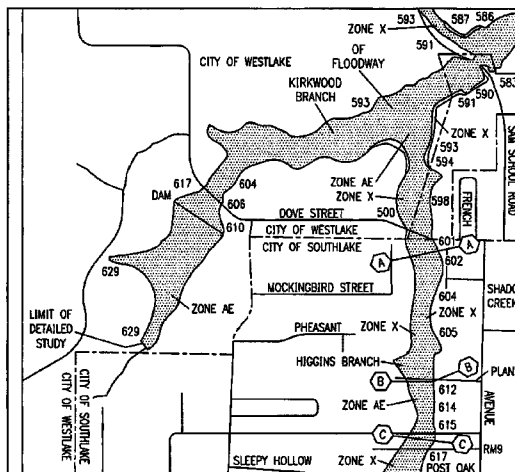 593
587
586
ZONE X
591
CITY OF WESTLAKE
OF FLOODWAY
KIRKWOOD
BRANCH
583
590
591
593
ZONE X
593
594
SAM SCHOOL ROAD
617
604
DAM
606
ZONE AE
ZONE X
598
FRENCH
610
DOVE STREET
500
601
A
CITY OF WESTLAKE
CITY OF SOUTHLAKE
602
A
629
MOCKINGBIRD STREET
604
SHADO
CREEK
ZONE AE
ZONE X
ZONE X
605
LIMIT OF
DETAILED
STUDY
629
PHEASANT
HIGGINS BRANCH
B
B
PLAN
612
CITY OF SOUTHLAKE
CITY OF WESTLAKE
ZONE AE
614
AVENUE
615
C
C
RM9
617
SLEEPY HOLLOW
ZONE X
POST OAK